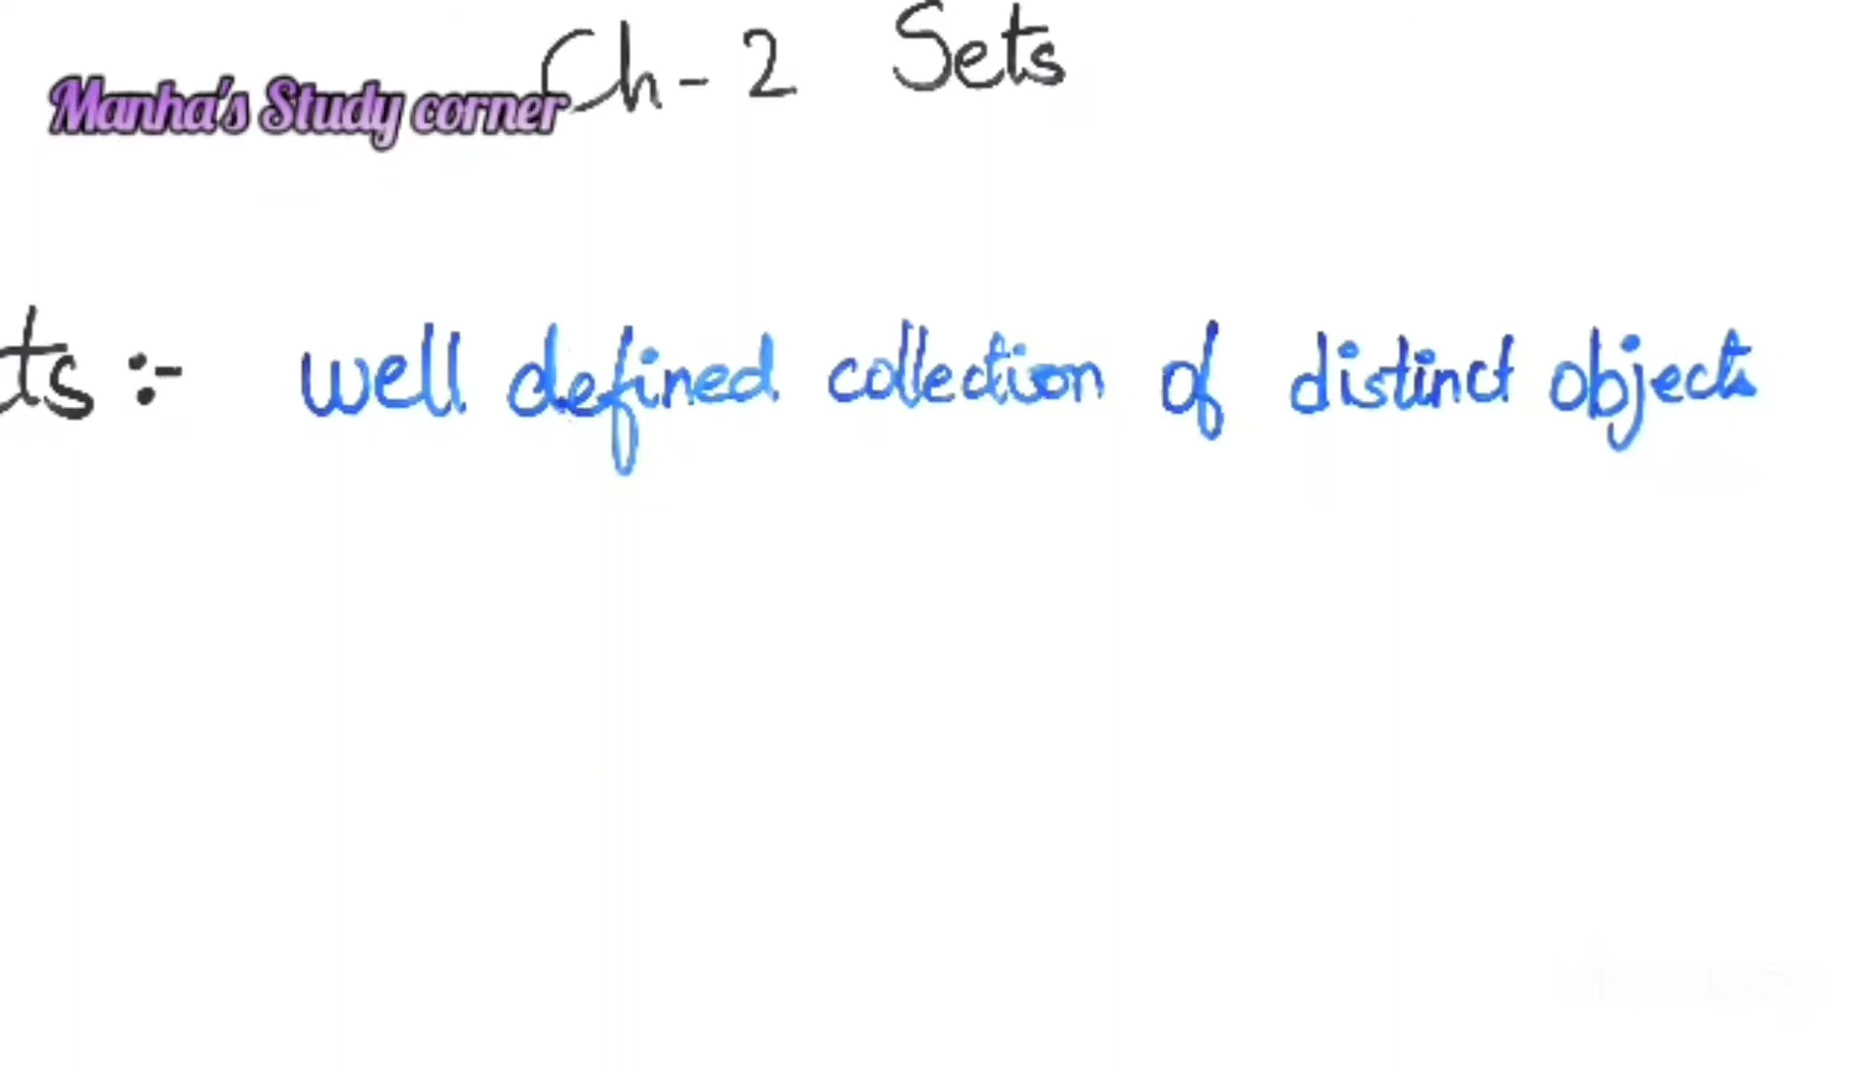 Ch - 2 Sets
Manha's Study corner
ts :- well defined collection of distinct objects